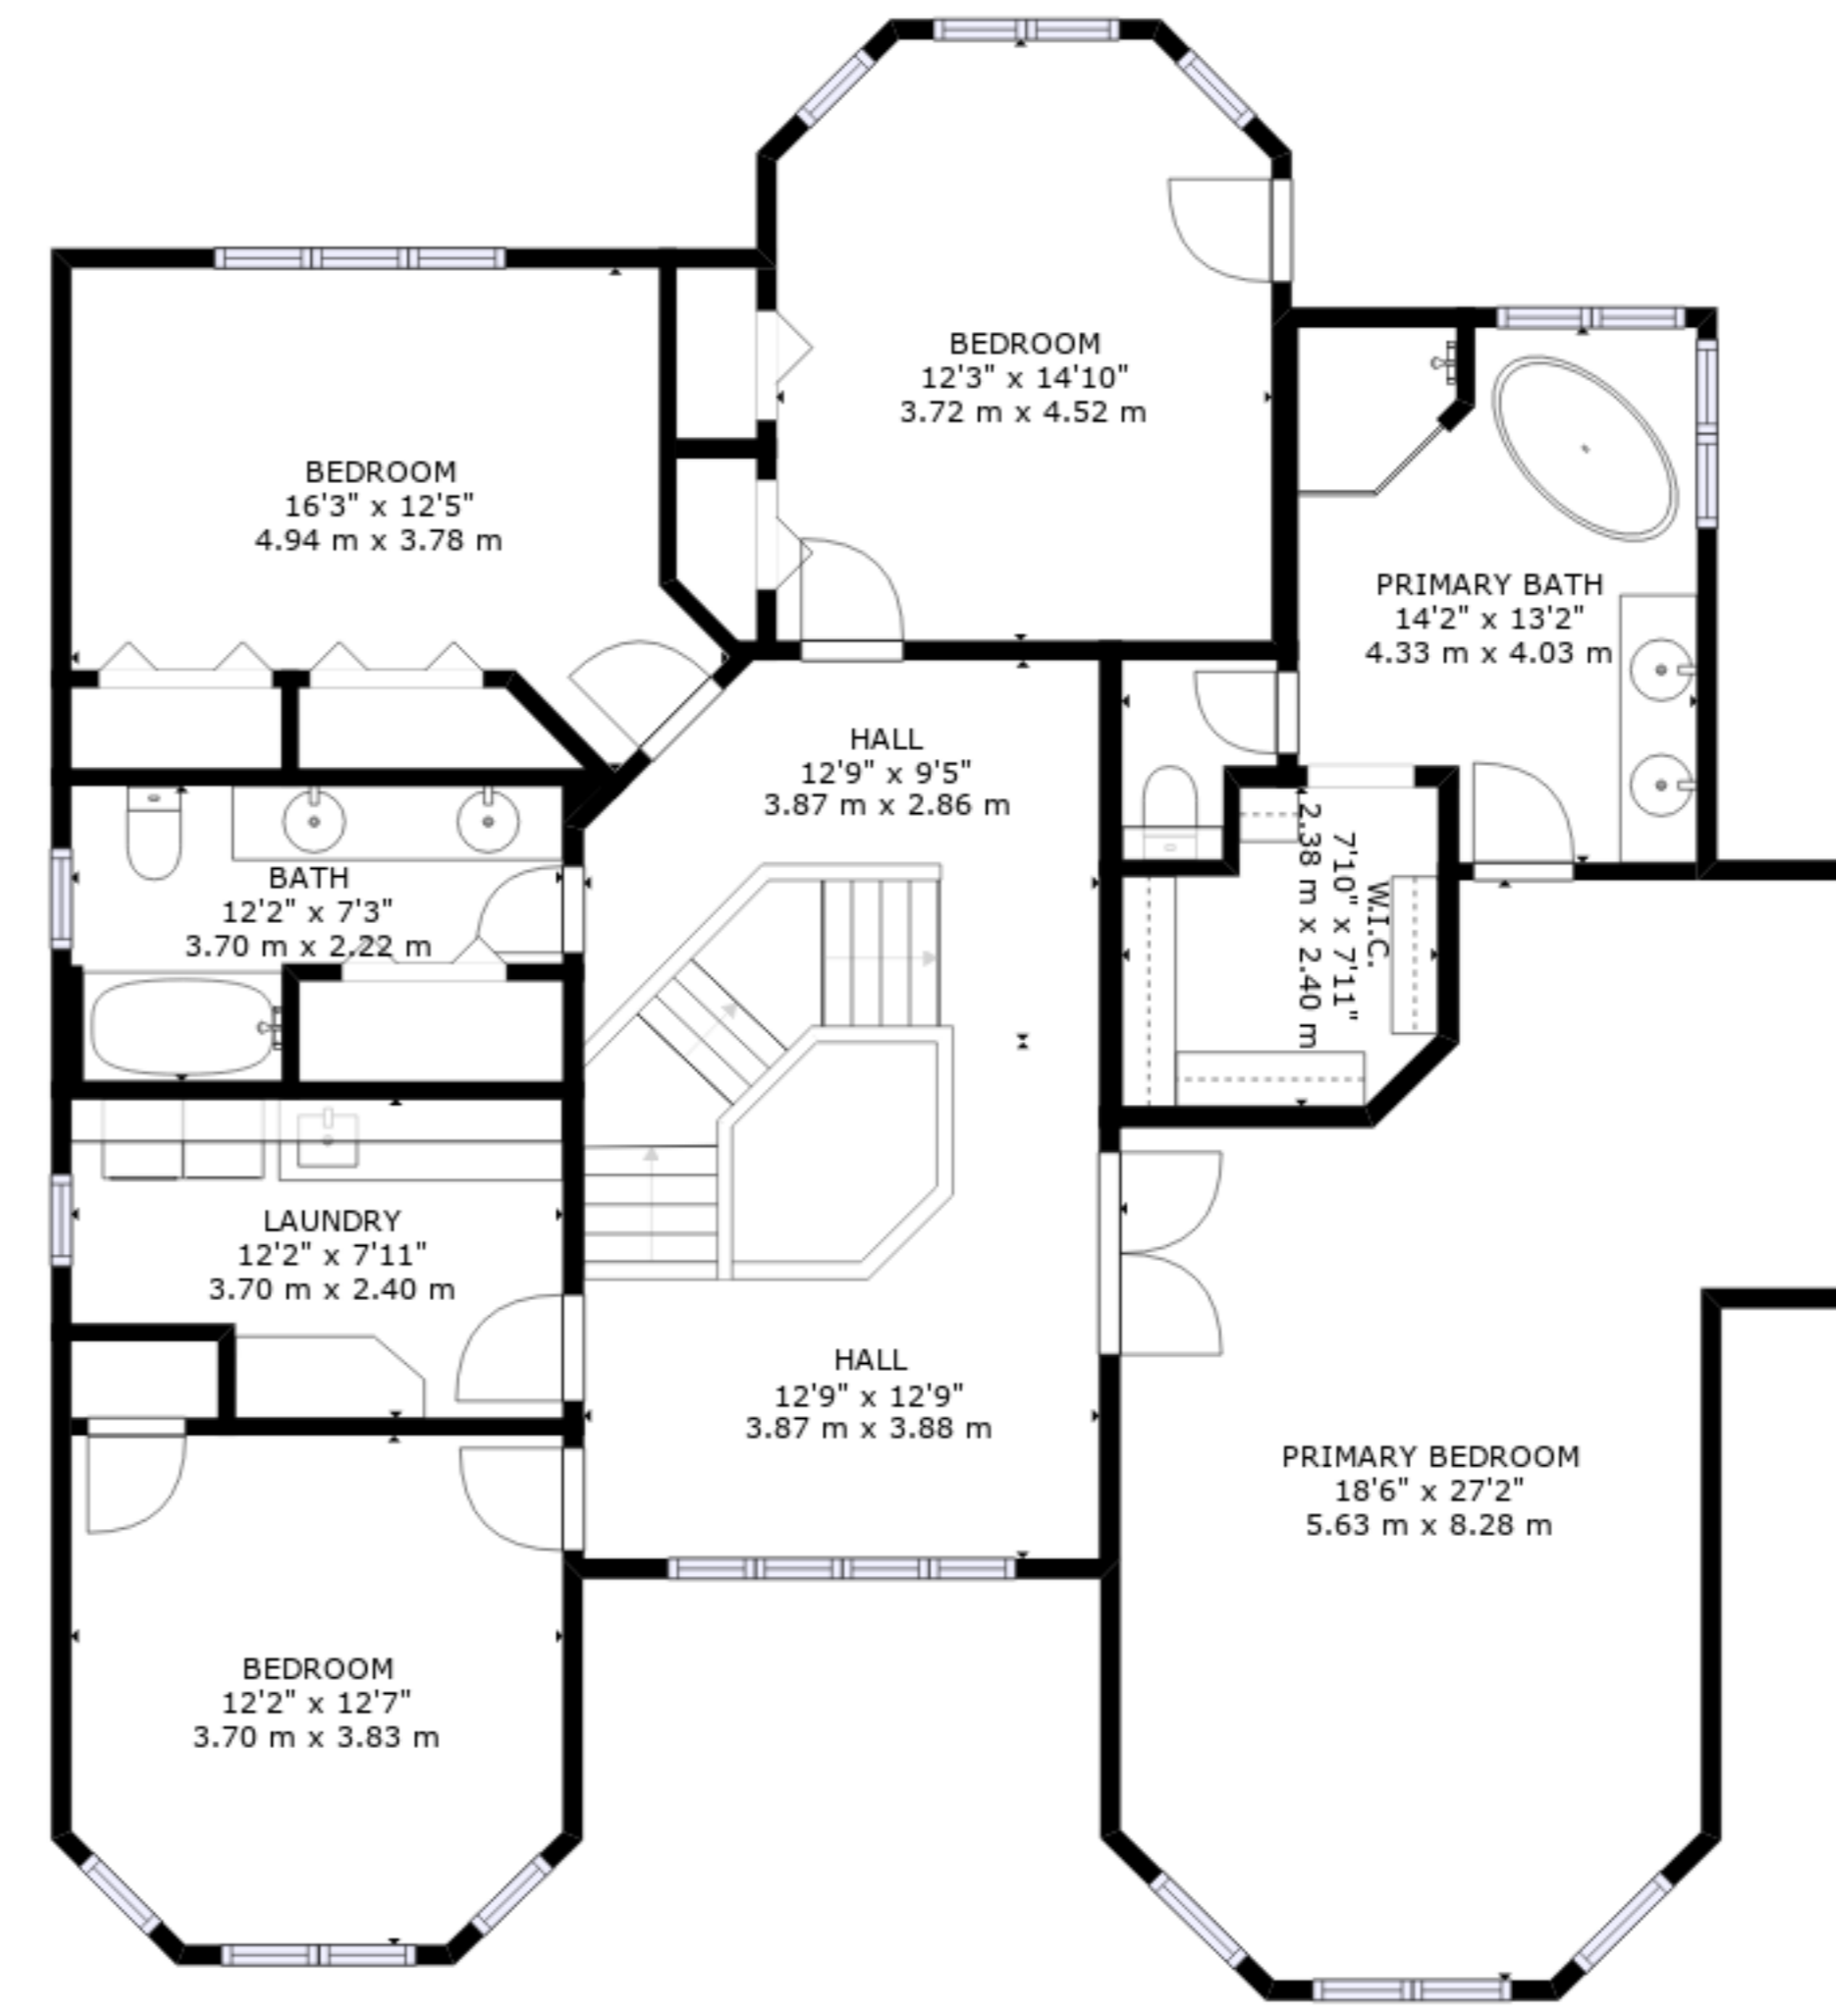 BEDROOM
12'3" x 14'10"
3.72 m x 4.52 m
BEDROOM
16'3" x 12'5"
4.94 m x 3.78 m
PRIMARY BATH
14'2" x 13'2"
4.33 m x 4.03 m
HALL
12'9" x 9'5"
3.87 m x 2.86 m
W.I.C.
7'10" x 7'11"
2.38 m x 2.40 m
BATH
12'2" x 7'3"
3.70 m x 2.22 m
LAUNDRY
12'2" x 7'11"
3.70 m x 2.40 m
HALL
12'9" x 12'9"
3.87 m x 3.88 m
PRIMARY BEDROOM
18'6" x 27'2"
5.63 m x 8.28 m
BEDROOM
12'2" x 12'7"
3.70 m x 3.83 m